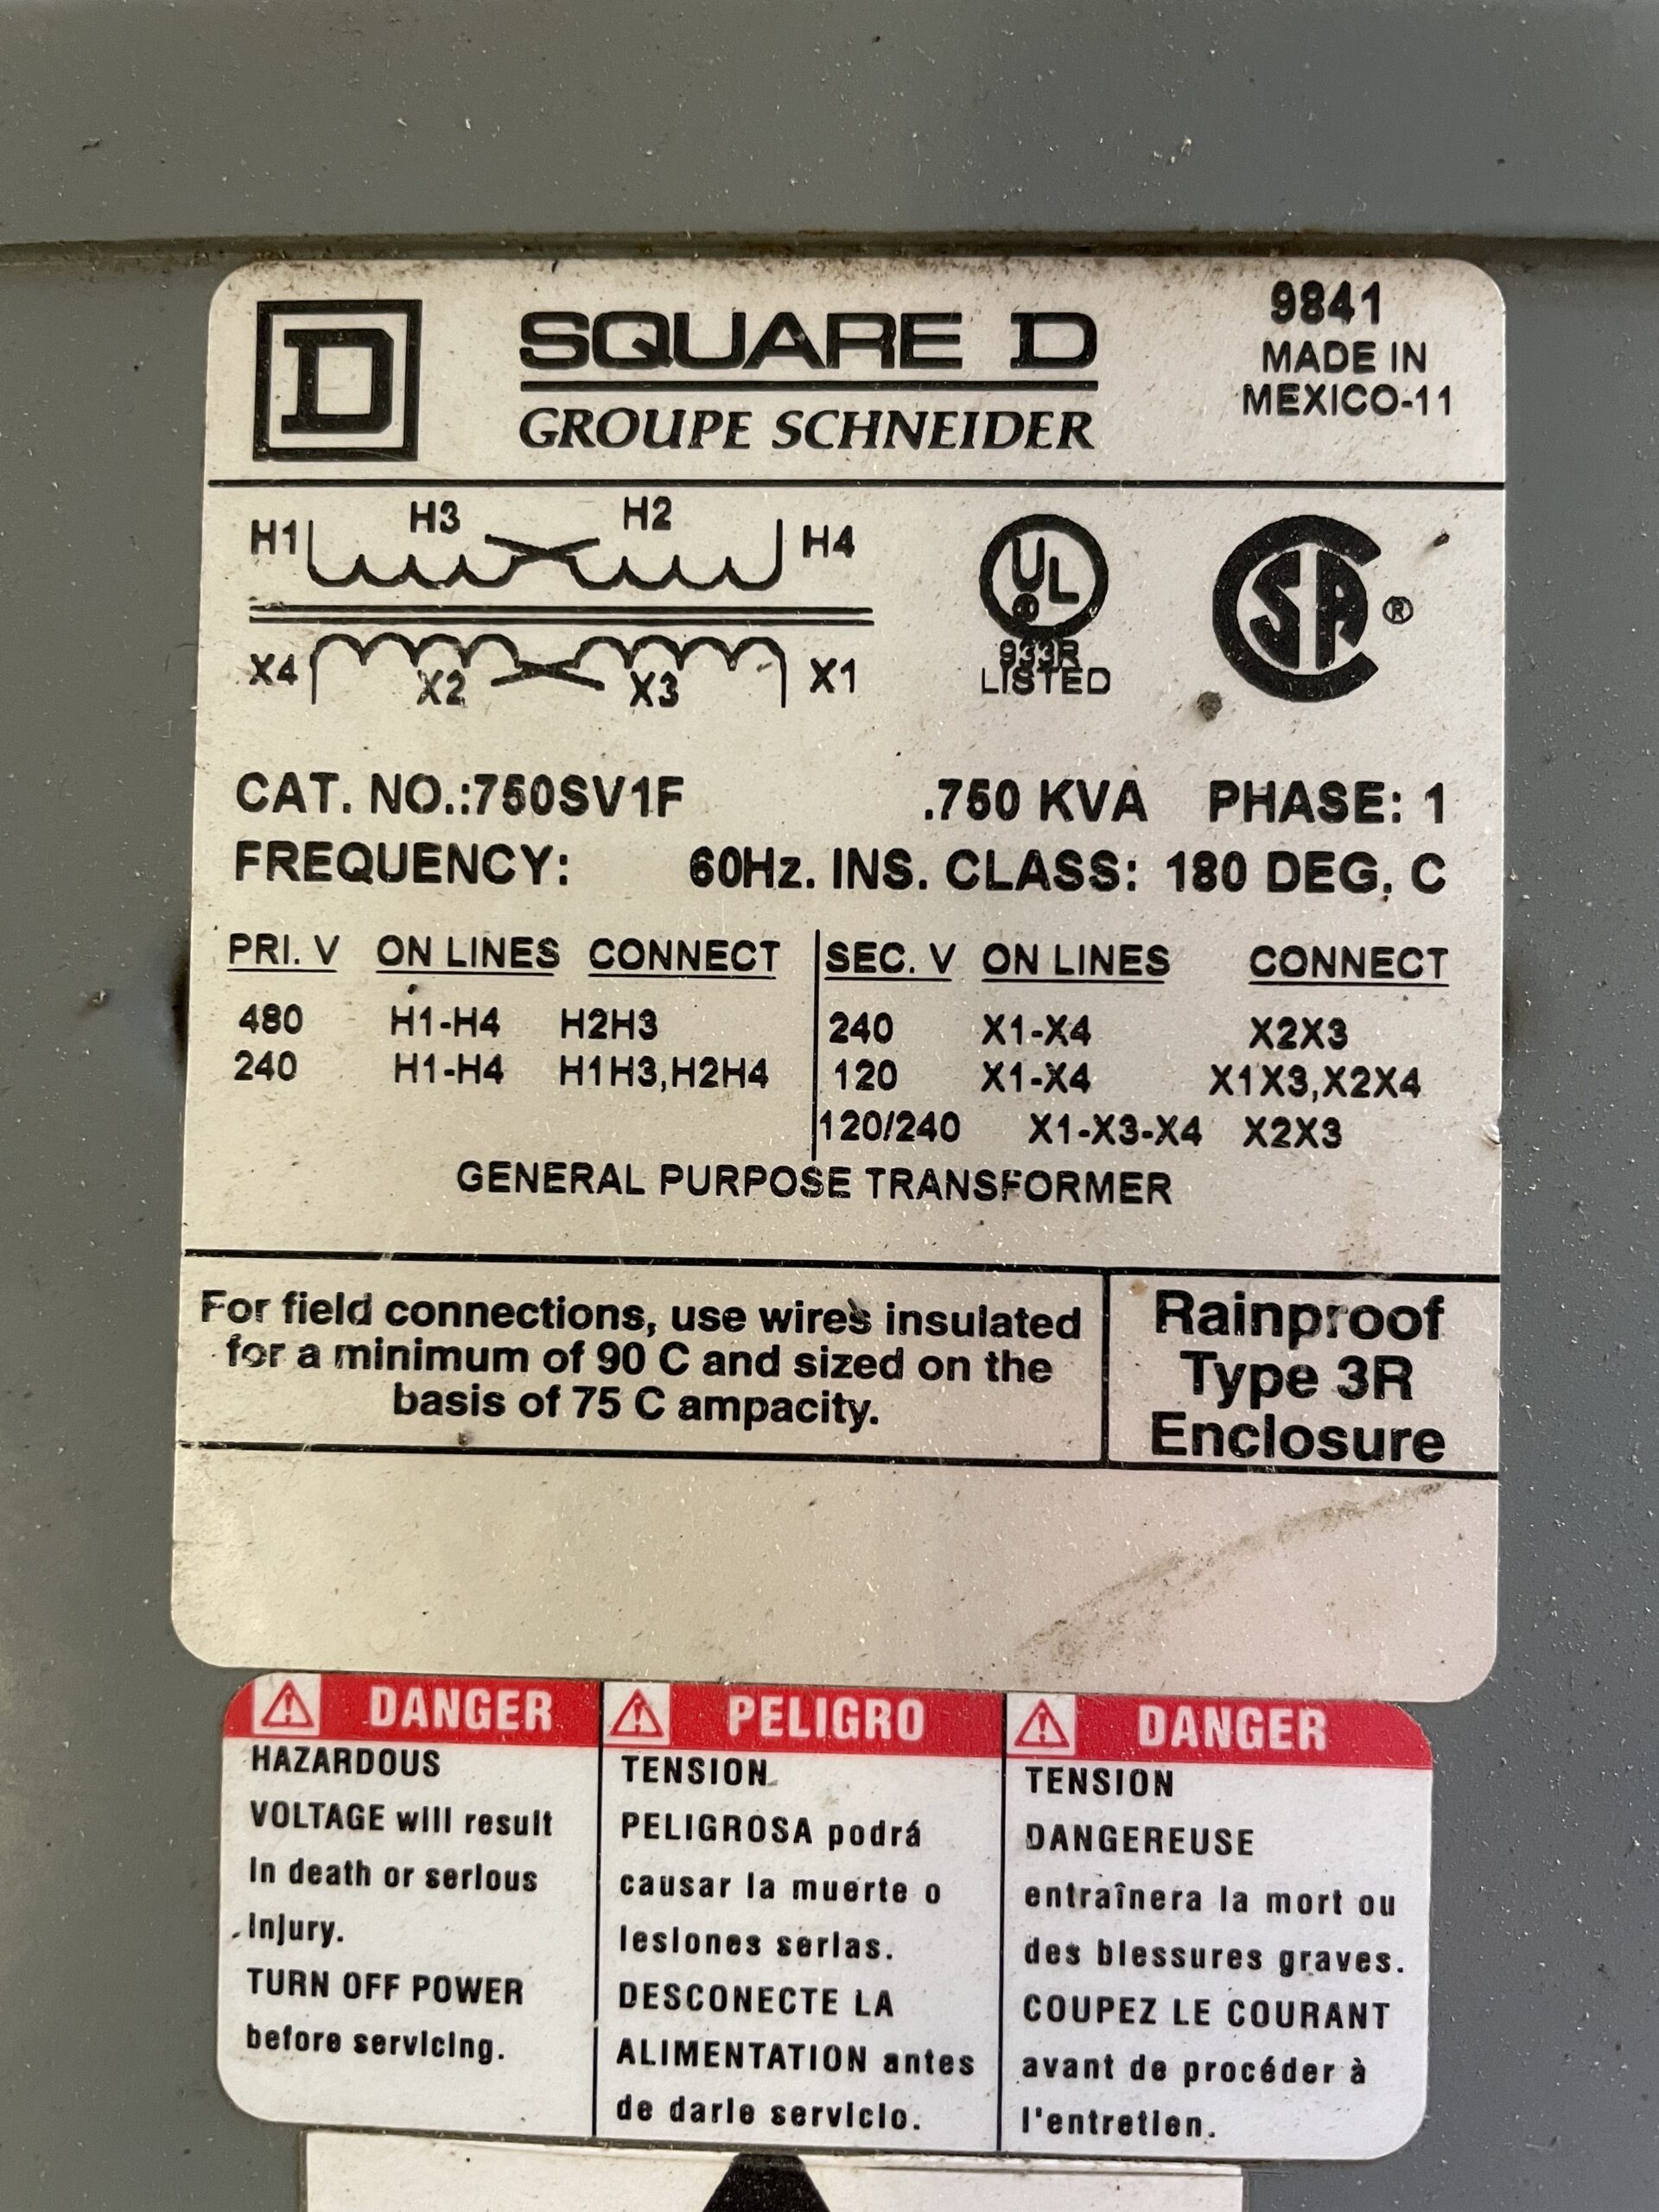 D
SQUARE D
GROUPE SCHNEIDER
9841
MADE IN
MEXICO-11
H1 H3 H2 H4
X4 X2 X3 X1
UL
®
933R
LISTED
CSA ®
CAT. NO.:750SV1F .750 KVA PHASE: 1
FREQUENCY: 60Hz. INS. CLASS: 180 DEG. C
PRI. V ON LINES CONNECT SEC. V ON LINES CONNECT
480 H1-H4 H2H3 240 X1-X4 X2X3
240 H1-H4 H1H3,H2H4 120 X1-X4 X1X3,X2X4
120/240 X1-X3-X4 X2X3
GENERAL PURPOSE TRANSFORMER
For field connections, use wires insulated
for a minimum of 90 C and sized on the
basis of 75 C ampacity.
Rainproof
Type 3R
Enclosure
DANGER
HAZARDOUS
VOLTAGE will result
in death or serious
injury.
TURN OFF POWER
before servicing.
PELIGRO
TENSION
PELIGROSA podrá
causar la muerte o
lesiones serias.
DESCONECTE LA
ALIMENTATION antes
de darle servicio.
DANGER
TENSION
DANGEREUSE
entraînera la mort ou
des blessures graves.
COUPEZ LE COURANT
avant de procéder à
l'entretien.